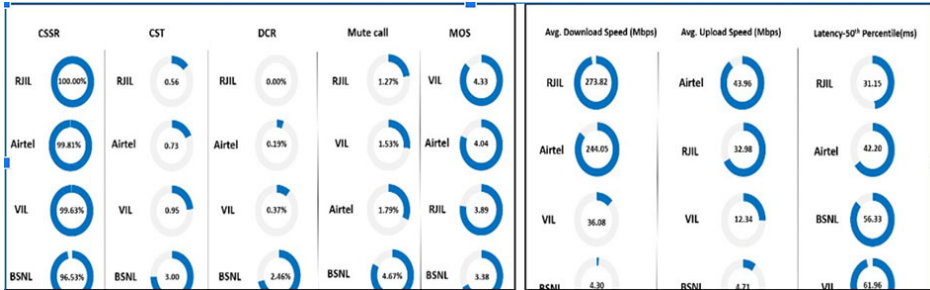 CSSR CST DCR Mute call MOS
RJIL 100.00% RJIL 0.56 RJIL 0.00% RJIL 1.27% VIL 4.33
Airtel 99.81% Airtel 0.73 Airtel 0.19% VIL 1.53% Airtel 4.04
VIL 99.63% VIL 0.95 VIL 0.37% Airtel 1.79% RJIL 3.89
BSNL 96.53% BSNL 3.00 BSNL 2.46% BSNL 4.67% BSNL 3.38
Avg. Download Speed (Mbps) Avg. Upload Speed (Mbps) Latency-50th Percentile(ms)
RJIL 273.82 Airtel 43.96 RJIL 31.15
Airtel 244.05 RJIL 32.98 Airtel 42.20
VIL 36.08 VIL 12.34 BSNL 56.33
BSNL 4.30 BSNL 4.71 VIL 61.96